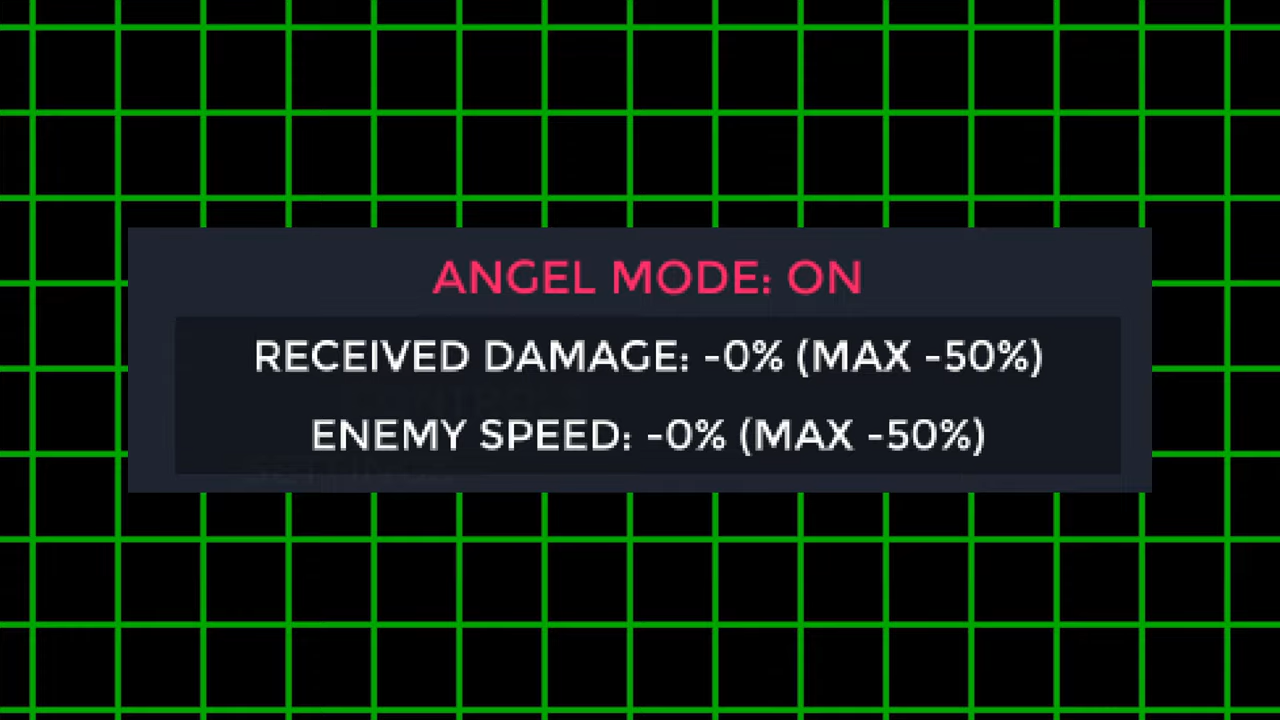 ANGEL MODE: ON
RECEIVED DAMAGE: -0% (MAX -50%)
ENEMY SPEED: -0% (MAX -50%)